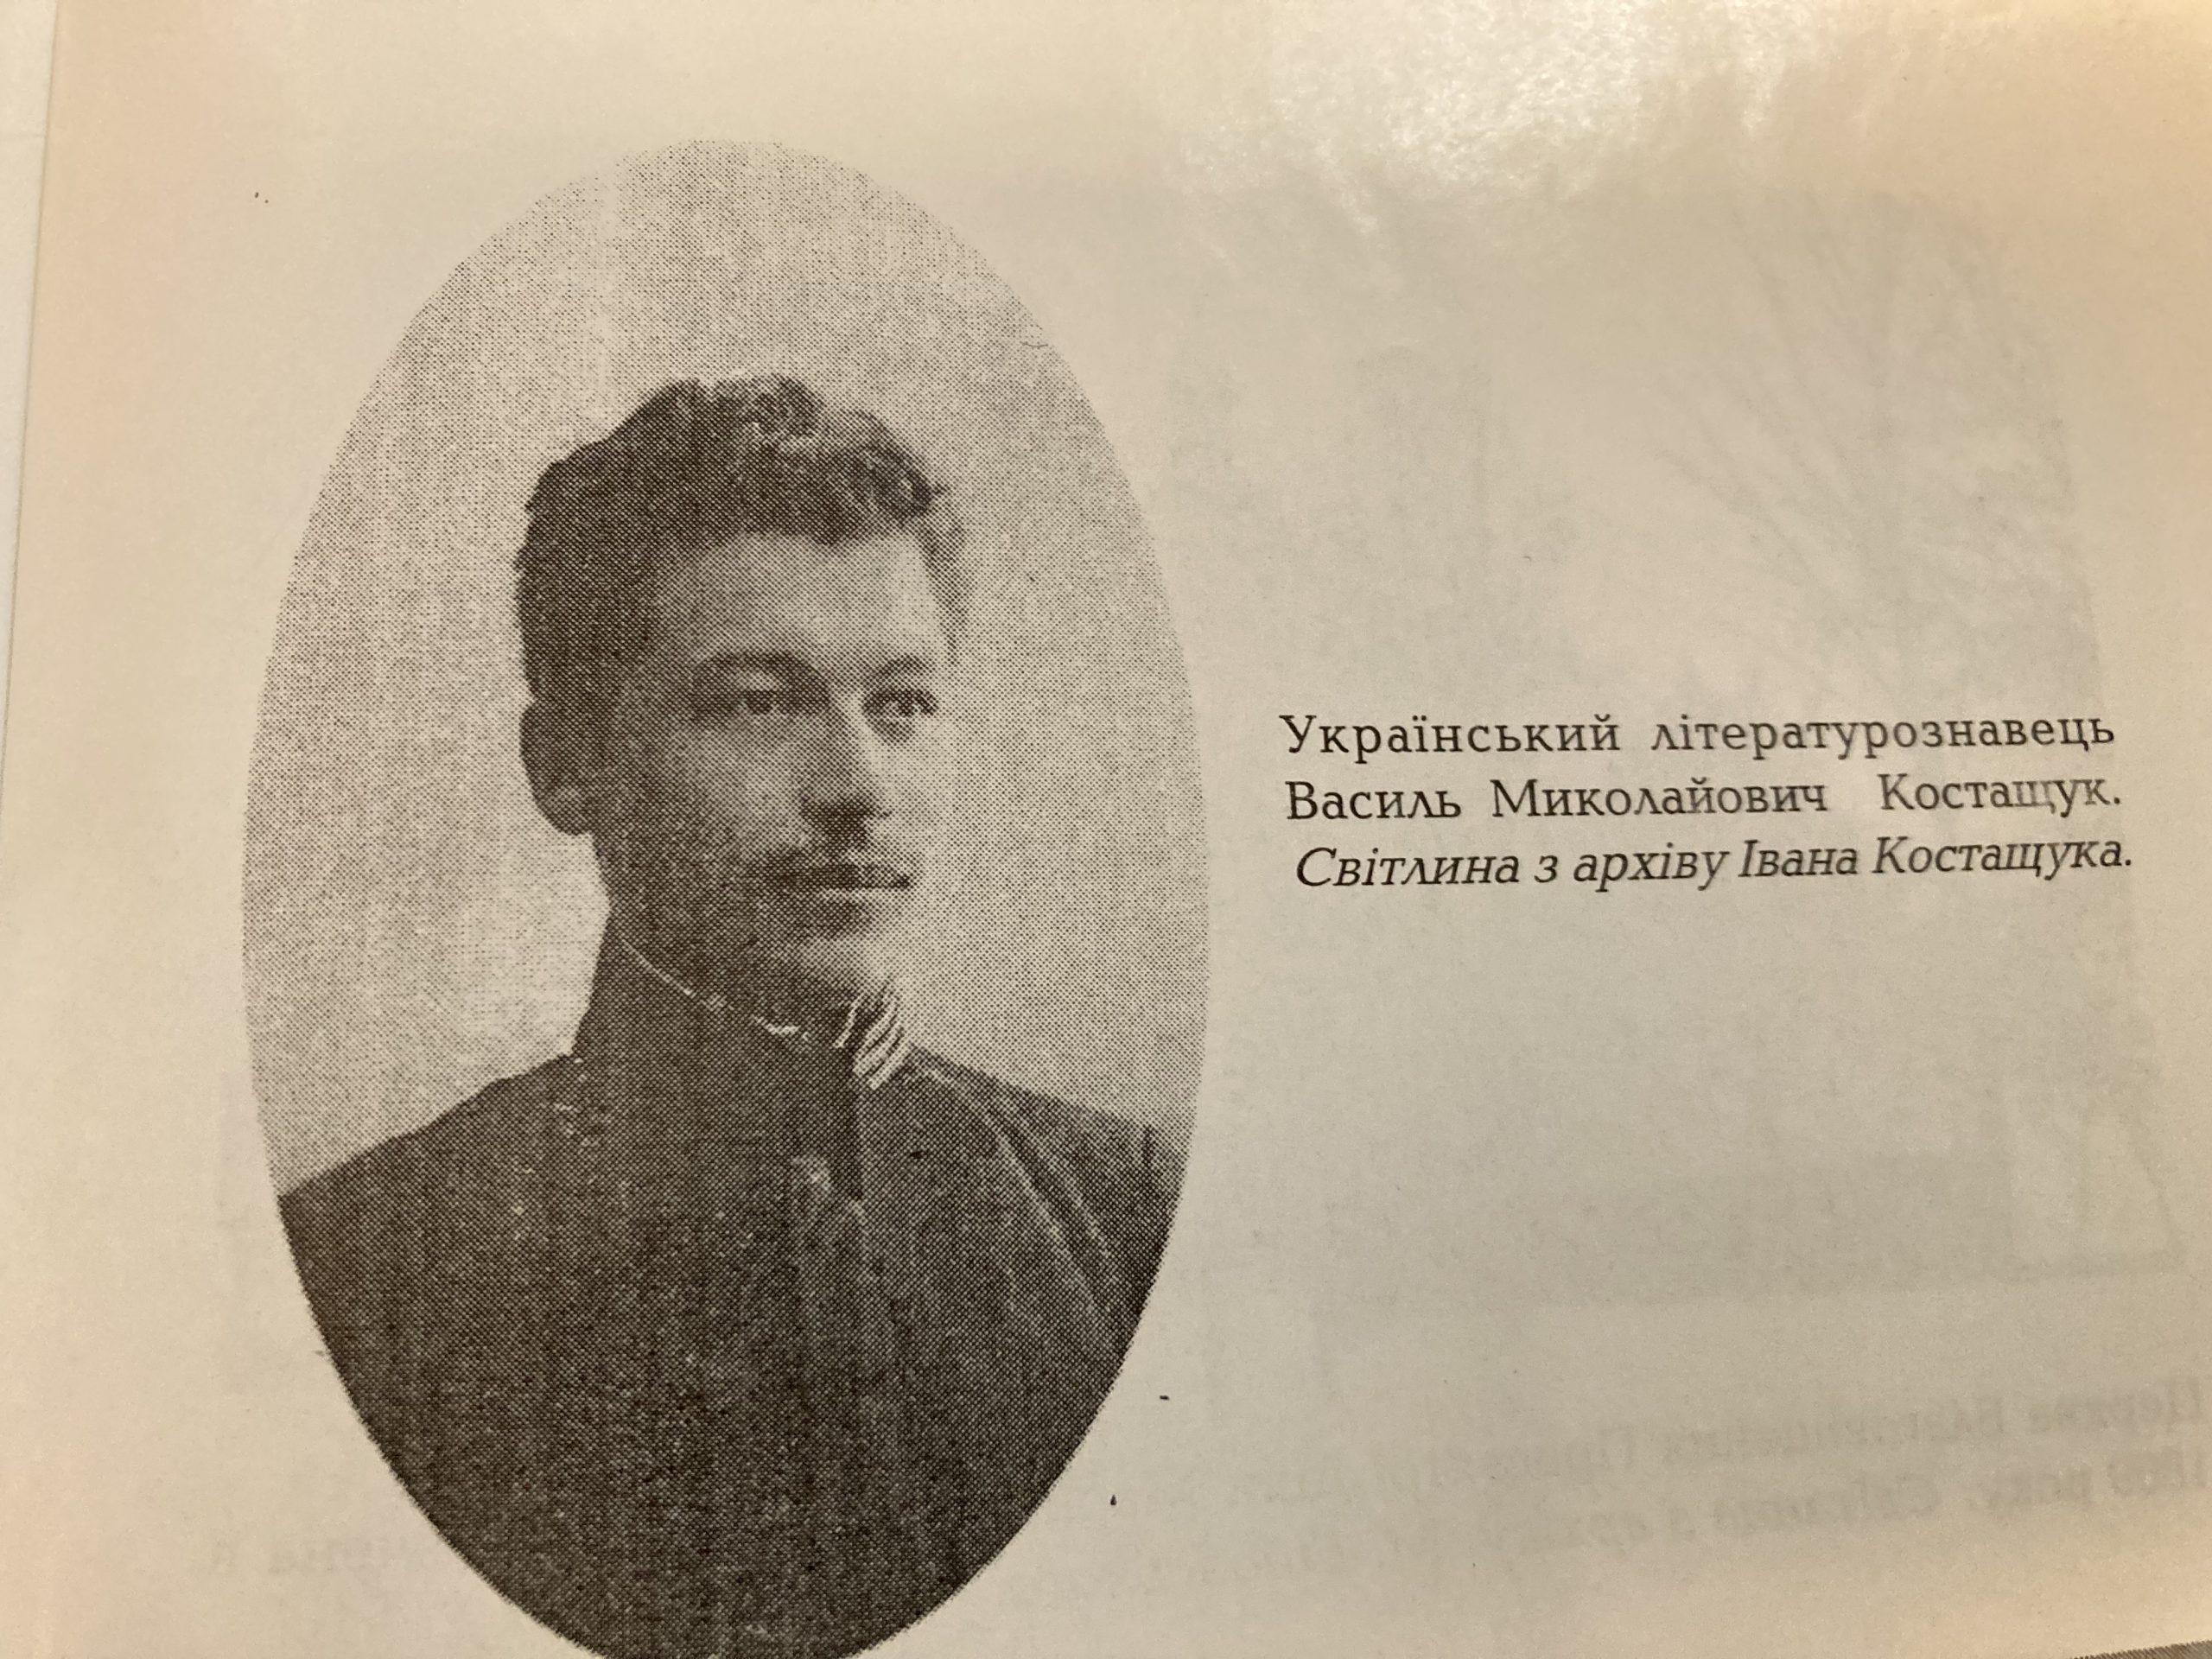 Український літературознавець
Василь Миколайович Костащук.
Світлина з архіву Івана Костащука.